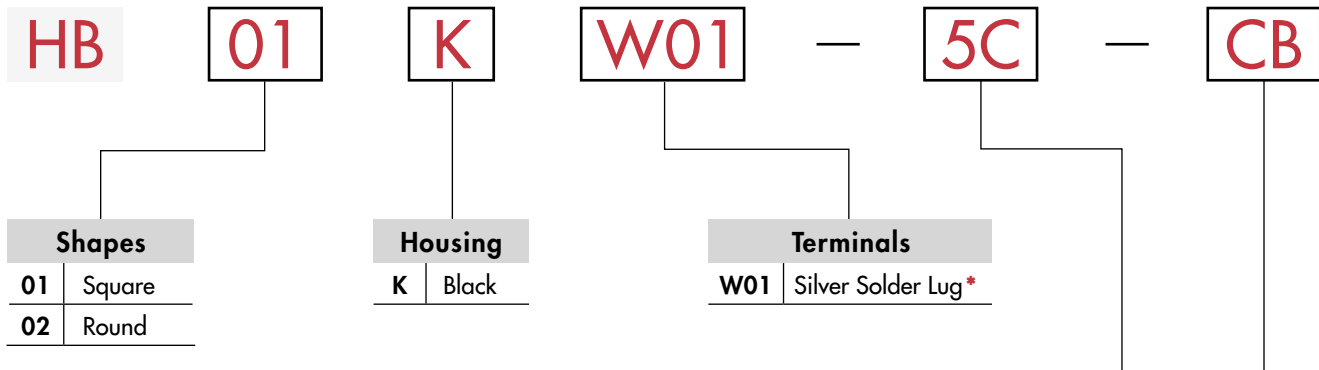 HB 01 K W01 — 5C — CB
Shapes Housing Terminals
01 Square K Black W01 Silver Solder Lug*
02 Round